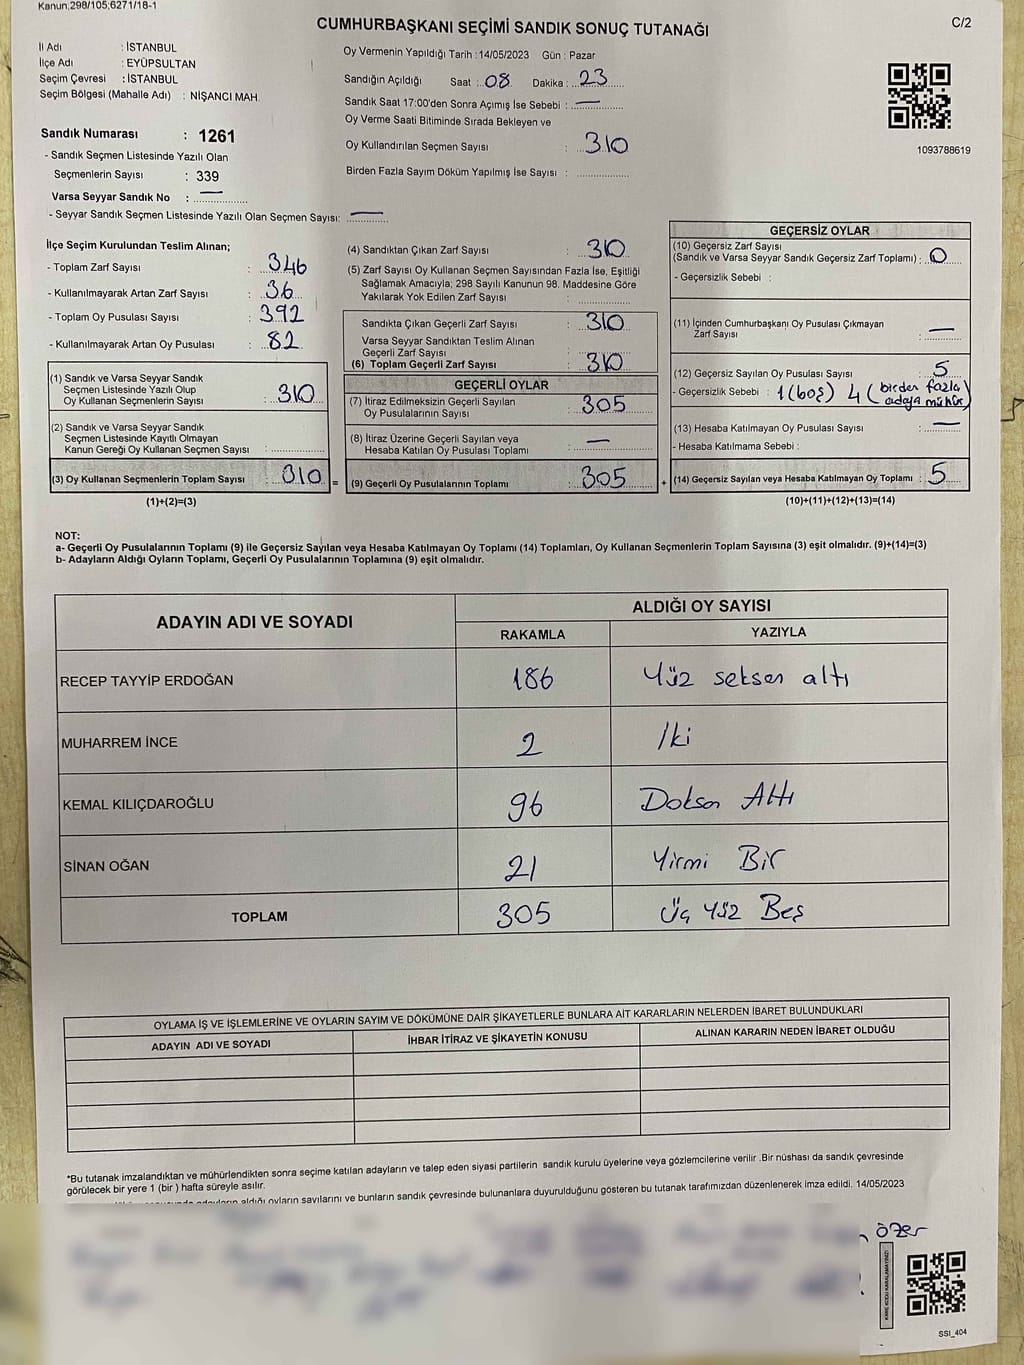 Kanun;298/105;6271/18-1
CUMHURBAŞKANI SEÇİMİ SANDIK SONUÇ TUTANAĞI
C/2
İl Adı : İSTANBUL
İlçe Adı : EYÜPSULTAN
Seçim Çevresi : İSTANBUL
Seçim Bölgesi (Mahalle Adı) : NİŞANCI MAH.
Oy Vermenin Yapıldığı Tarih : 14/05/2023 Gün : Pazar
Sandığın Açıldığı Saat : 08 Dakika : 23
Sandık Saat 17:00'den Sonra Açımış İse Sebebi : —
Oy Verme Saati Bitiminde Sırada Bekleyen ve
Oy Kullandırılan Seçmen Sayısı : 310
Birden Fazla Sayım Döküm Yapılmış İse Sayısı :
1093788619
Sandık Numarası : 1261
- Sandık Seçmen Listesinde Yazılı Olan
Seçmenlerin Sayısı : 339
Varsa Seyyar Sandık No : —
- Seyyar Sandık Seçmen Listesinde Yazılı Olan Seçmen Sayısı: —
İlçe Seçim Kurulundan Teslim Alınan;
- Toplam Zarf Sayısı : 346
- Kullanılmayarak Artan Zarf Sayısı : 36
- Toplam Oy Pusulası Sayısı : 392
- Kullanılmayarak Artan Oy Pusulası : 82
(1) Sandık ve Varsa Seyyar Sandık
Seçmen Listesinde Yazılı Olup
Oy Kullanan Seçmenlerin Sayısı : 310
(2) Sandık ve Varsa Seyyar Sandık
Seçmen Listesinde Kayıtlı Olmayan
Kanun Gereği Oy Kullanan Seçmen Sayısı :
(3) Oy Kullanan Seçmenlerin Toplam Sayısı : 310 =
(1)+(2)=(3)
(4) Sandıktan Çıkan Zarf Sayısı : 310
(5) Zarf Sayısı Oy Kullanan Seçmen Sayısından Fazla İse, Eşitliği
Sağlamak Amacıyla; 298 Sayılı Kanunun 98. Maddesine Göre
Yakılarak Yok Edilen Zarf Sayısı :
Sandıkta Çıkan Geçerli Zarf Sayısı : 310
Varsa Seyyar Sandıktan Teslim Alınan
Geçerli Zarf Sayısı :
(6) Toplam Geçerli Zarf Sayısı : 310
GEÇERLİ OYLAR
(7) İtiraz Edilmeksizin Geçerli Sayılan
Oy Pusulalarının Sayısı : 305
(8) İtiraz Üzerine Geçerli Sayılan veya
Hesaba Katılan Oy Pusulası Toplamı : —
(9) Geçerli Oy Pusulalarının Toplamı : 305 +
GEÇERSİZ OYLAR
(10) Geçersiz Zarf Sayısı
(Sandık ve Varsa Seyyar Sandık Geçersiz Zarf Toplamı) : 0
- Geçersizlik Sebebi :
(11) İçinden Cumhurbaşkanı Oy Pusulası Çıkmayan
Zarf Sayısı : —
(12) Geçersiz Sayılan Oy Pusulası Sayısı : 5
- Geçersizlik Sebebi : 1 (boş) 4 (birden fazla
adaya mühür)
(13) Hesaba Katılmayan Oy Pusulası Sayısı : —
- Hesaba Katılmama Sebebi :
(14) Geçersiz Sayılan veya Hesaba Katılmayan Oy Toplamı : 5
(10)+(11)+(12)+(13)=(14)
NOT:
a- Geçerli Oy Pusulalarının Toplamı (9) ile Geçersiz Sayılan veya Hesaba Katılmayan Oy Toplamı (14) Toplamları, Oy Kullanan Seçmenlerin Toplam Sayısına (3) eşit olmalıdır. (9)+(14)=(3)
b- Adayların Aldığı Oyların Toplamı, Geçerli Oy Pusulalarının Toplamına (9) eşit olmalıdır.
ADAYIN ADI VE SOYADI
ALDIĞI OY SAYISI
RAKAMLA YAZIYLA
RECEP TAYYİP ERDOĞAN 186 Yüz seksen altı
MUHARREM İNCE 2 İki
KEMAL KILIÇDAROĞLU 96 Doksan Altı
SİNAN OĞAN 21 Yirmi Bir
TOPLAM 305 Üç Yüz Beş
OYLAMA İŞ VE İŞLEMLERİNE VE OYLARIN SAYIM VE DÖKÜMÜNE DAİR ŞİKAYETLERLE BUNLARA AİT KARARLARIN NELERDEN İBARET BULUNDUKLARI
ADAYIN ADI VE SOYADI İHBAR İTİRAZ VE ŞİKAYETİN KONUSU ALINAN KARARIN NEDEN İBARET OLDUĞU
*Bu tutanak imzalandıktan ve mühürlendikten sonra seçime katılan adayların ve talep eden siyasi partilerin sandık kurulu üyelerine veya gözlemcilerine verilir .Bir nüshası da sandık çevresinde
görülecek bir yere 1 (bir ) hafta süreyle asılır.
aldığı oyların sayılarını ve bunların sandık çevresinde bulunanlara duyurulduğunu gösteren bu tutanak tarafımızdan düzenlenerek imza edildi. 14/05/2023
özer
KARE KODU KARALAMAYINIZ!
SSI_404